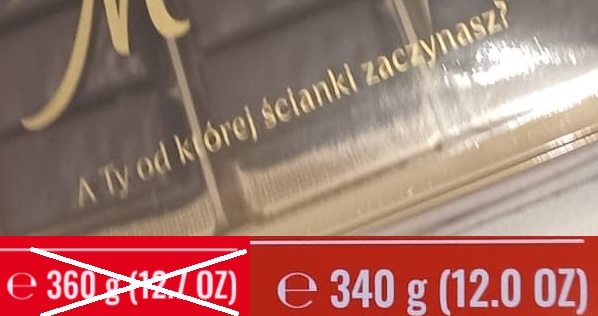 M
A Ty od której ścianki zaczynasz?
℮ 360 g (12.7 OZ)
℮ 340 g (12.0 OZ)